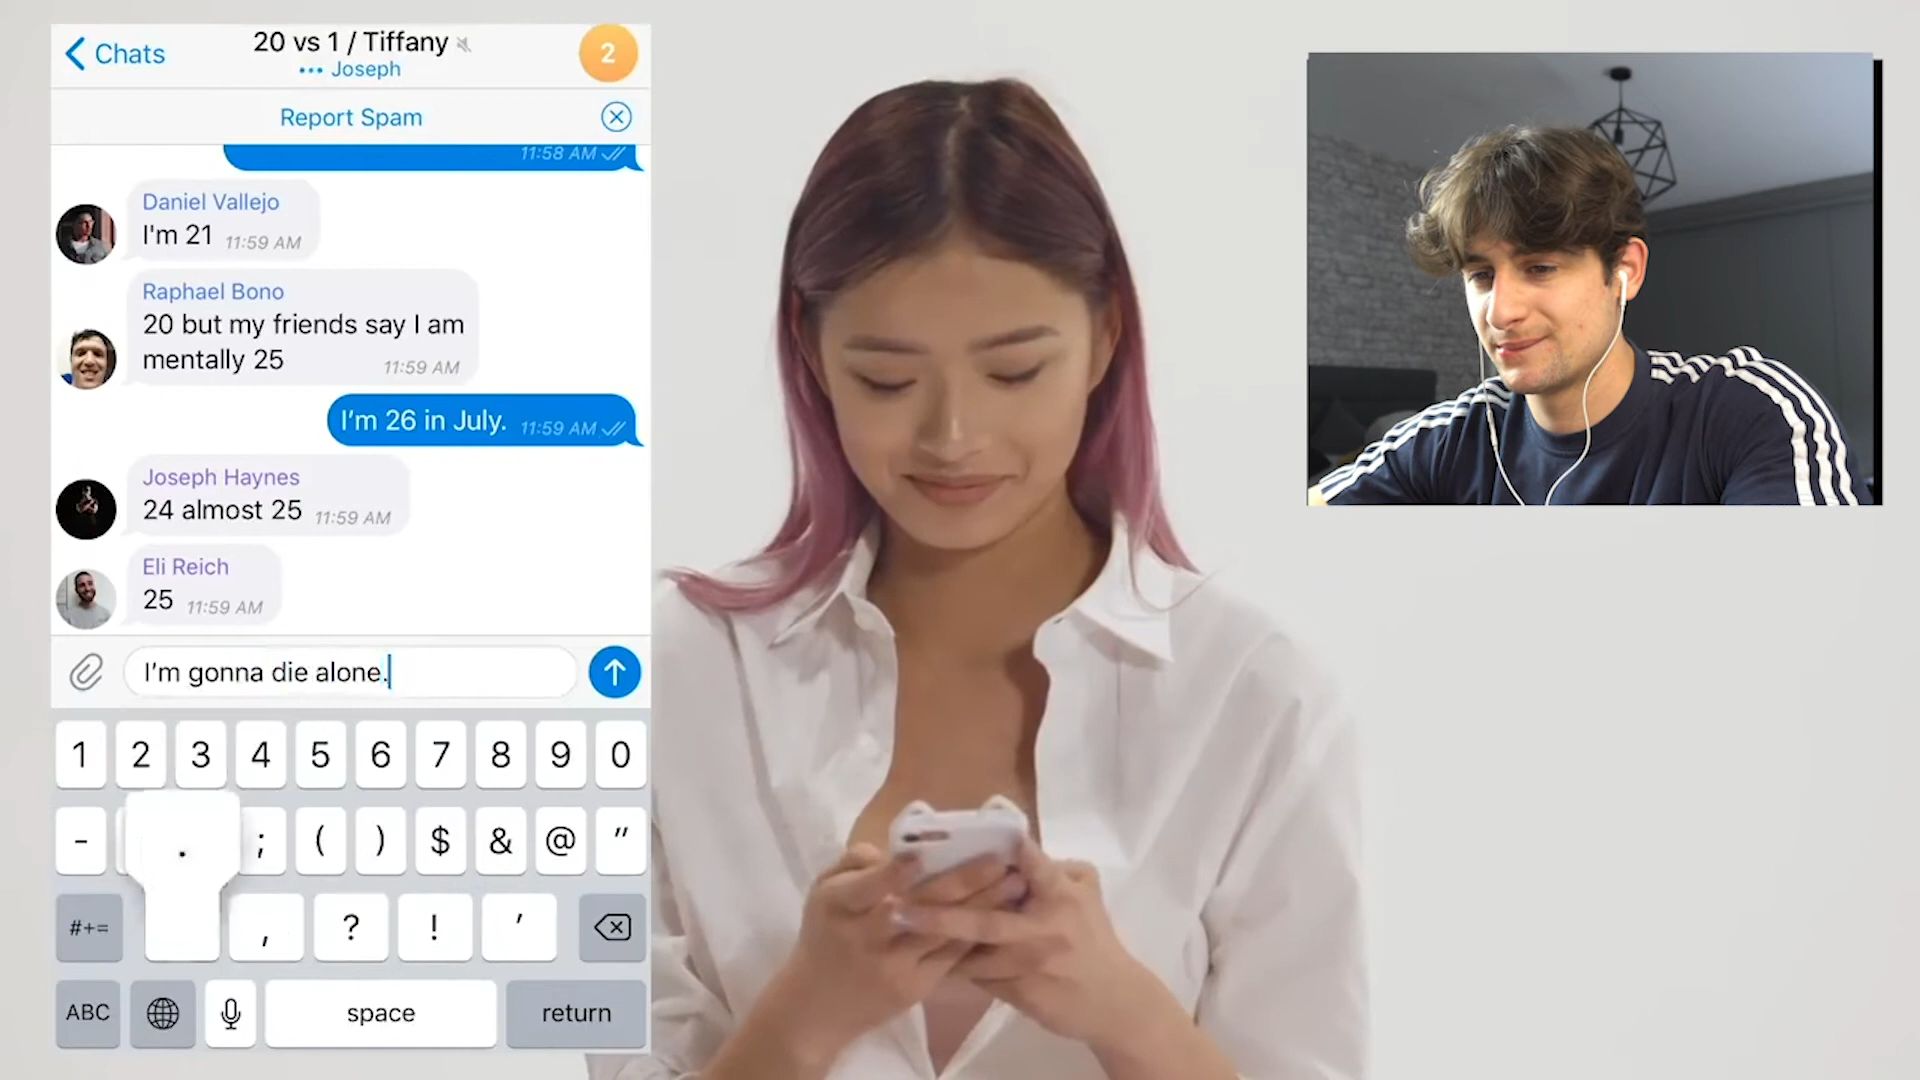 Chats
20 vs 1 / Tiffany
••• Joseph
2
Report Spam
11:58 AM
Daniel Vallejo
I'm 21 11:59 AM
Raphael Bono
20 but my friends say I am
mentally 25 11:59 AM
I'm 26 in July. 11:59 AM
Joseph Haynes
24 almost 25 11:59 AM
Eli Reich
25 11:59 AM
I'm gonna die alone.
1 2 3 4 5 6 7 8 9 0
- . ; ( ) $ & @ "
#+= , ? ! '
ABC space return